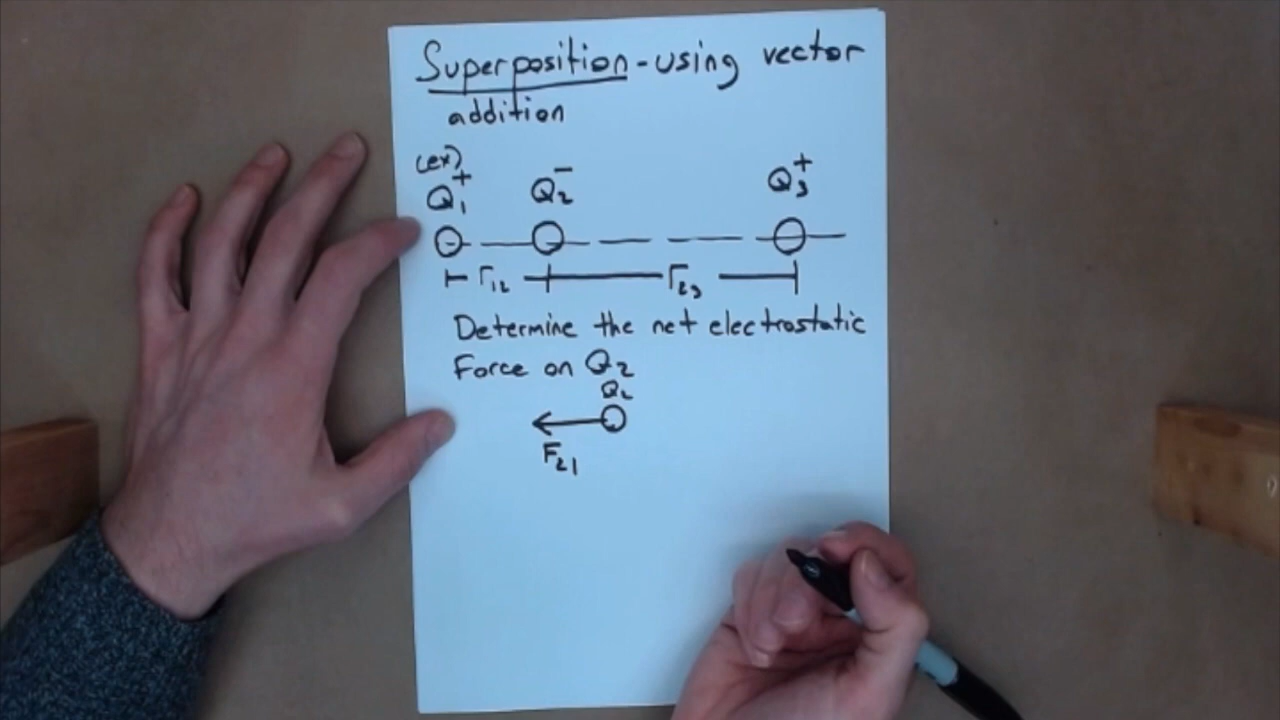 Superposition - using vector
addition
(ex)
Q₁⁺ Q₂⁻ Q₃⁺
r₁₂ r₂₃
Determine the net electrostatic
Force on Q₂
Q₂
F₂₁